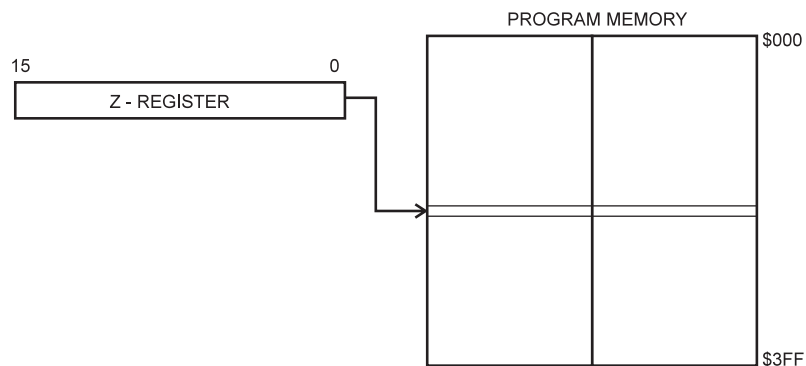 PROGRAM MEMORY
$000
15 0
Z - REGISTER
$3FF